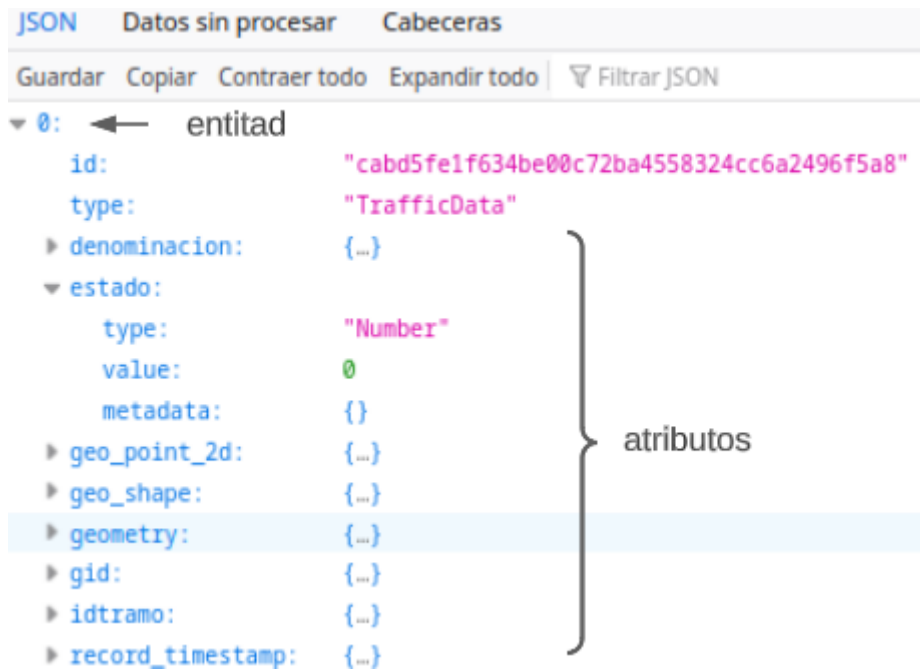 JSON Datos sin procesar Cabeceras
Guardar Copiar Contraer todo Expandir todo Filtrar JSON
0: entitad
id: "cabd5fe1f634be00c72ba4558324cc6a2496f5a8"
type: "TrafficData"
denominacion: {…}
estado:
type: "Number"
value: 0
metadata: {}
geo_point_2d: {…}
atributos
geo_shape: {…}
geometry: {…}
gid: {…}
idtramo: {…}
record_timestamp: {…}